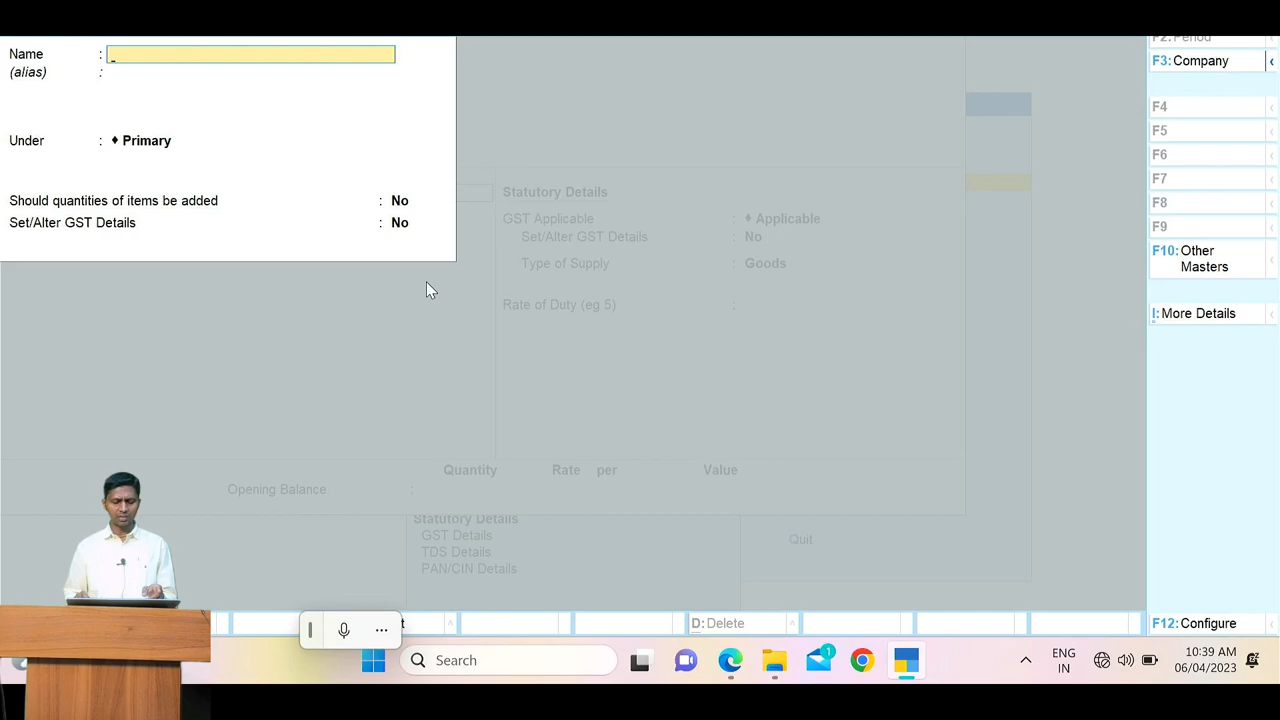 Name :
(alias) :
Under : ♦ Primary
Should quantities of items be added : No
Set/Alter GST Details : No
Statutory Details
GST Applicable : ♦ Applicable
Set/Alter GST Details : No
Type of Supply : Goods
Rate of Duty (eg 5) :
Quantity Rate per Value
Opening Balance :
Statutory Details
GST Details
TDS Details
PAN/CIN Details
Quit
D: Delete
F2: Period
F3: Company
F4
F5
F6
F7
F8
F9
F10: Other
Masters
I: More Details
F12: Configure
Search
1
ENG
IN
10:39 AM
06/04/2023